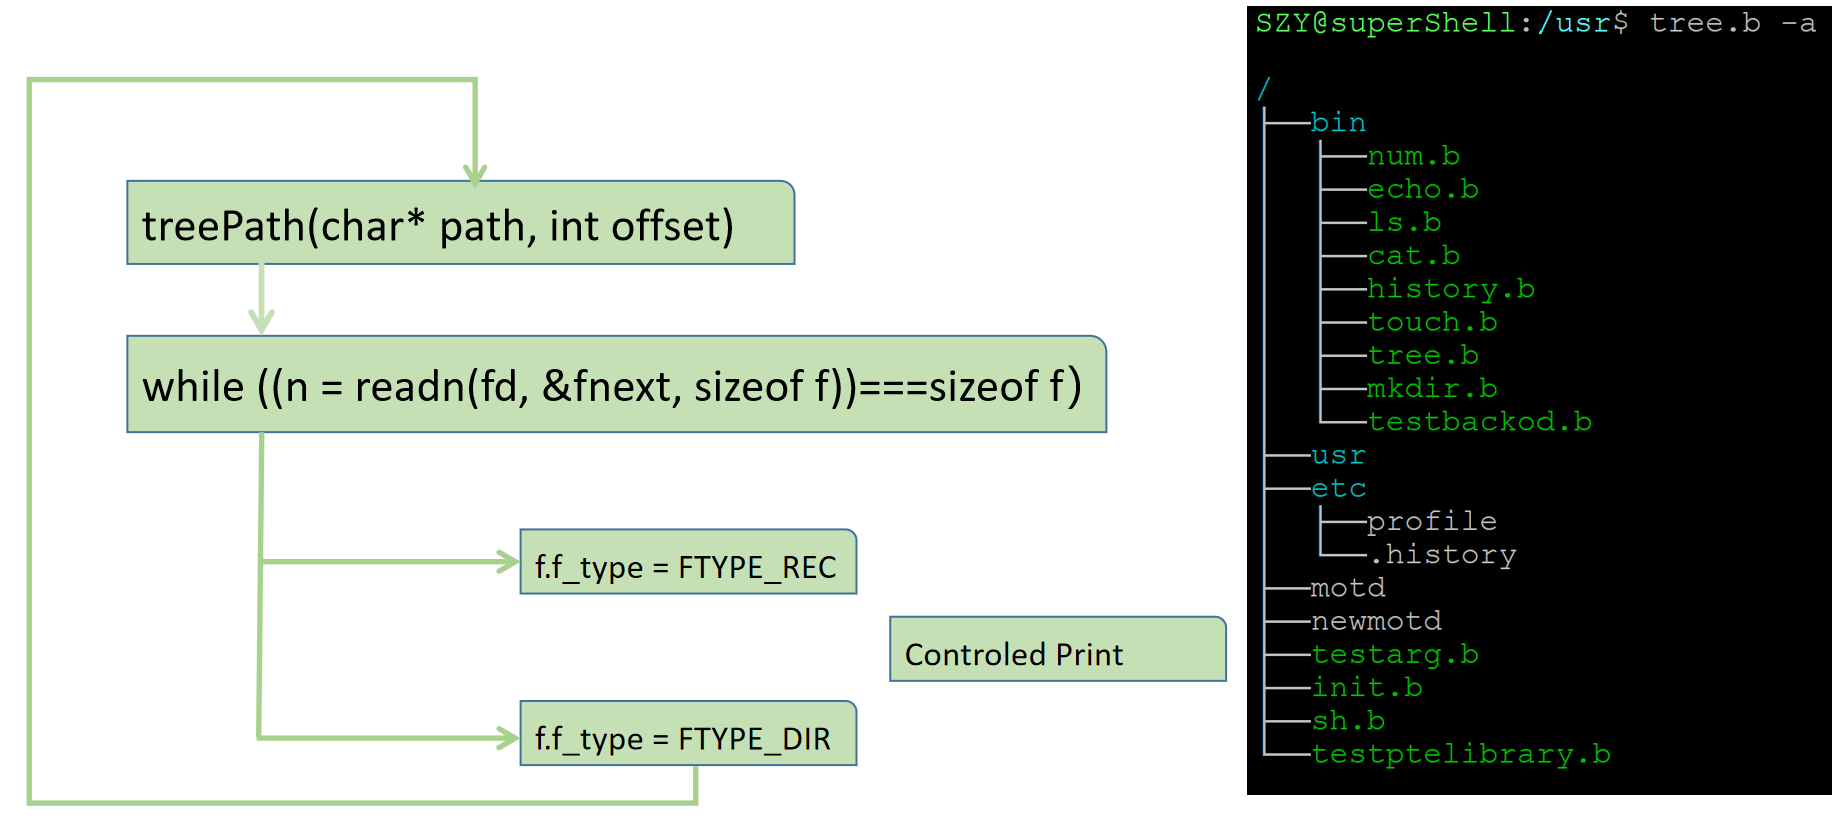 treePath(char* path, int offset)
while ((n = readn(fd, &fnext, sizeof f))===sizeof f)
f.f_type = FTYPE_REC
Controled Print
f.f_type = FTYPE_DIR
SZY@superShell:/usr$ tree.b -a
/
├──bin
├──num.b
├──echo.b
├──ls.b
├──cat.b
├──history.b
├──touch.b
├──tree.b
├──mkdir.b
└──testbackod.b
├──usr
├──etc
├──profile
└──.history
├──motd
├──newmotd
├──testarg.b
├──init.b
├──sh.b
└──testptelibrary.b